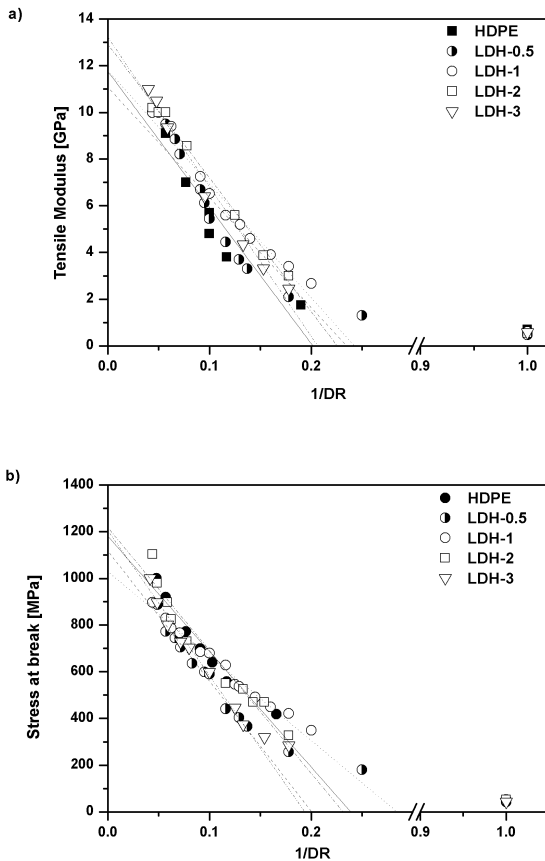 a)
14
12
10
8
6
4
2
0
Tensile Modulus [GPa]
HDPE
LDH-0.5
LDH-1
LDH-2
LDH-3
0.0 0.1 0.2 0.9 1.0
1/DR
b)
1400
1200
1000
800
600
400
200
0
Stress at break [MPa]
HDPE
LDH-0.5
LDH-1
LDH-2
LDH-3
0.0 0.1 0.2 0.9 1.0
1/DR